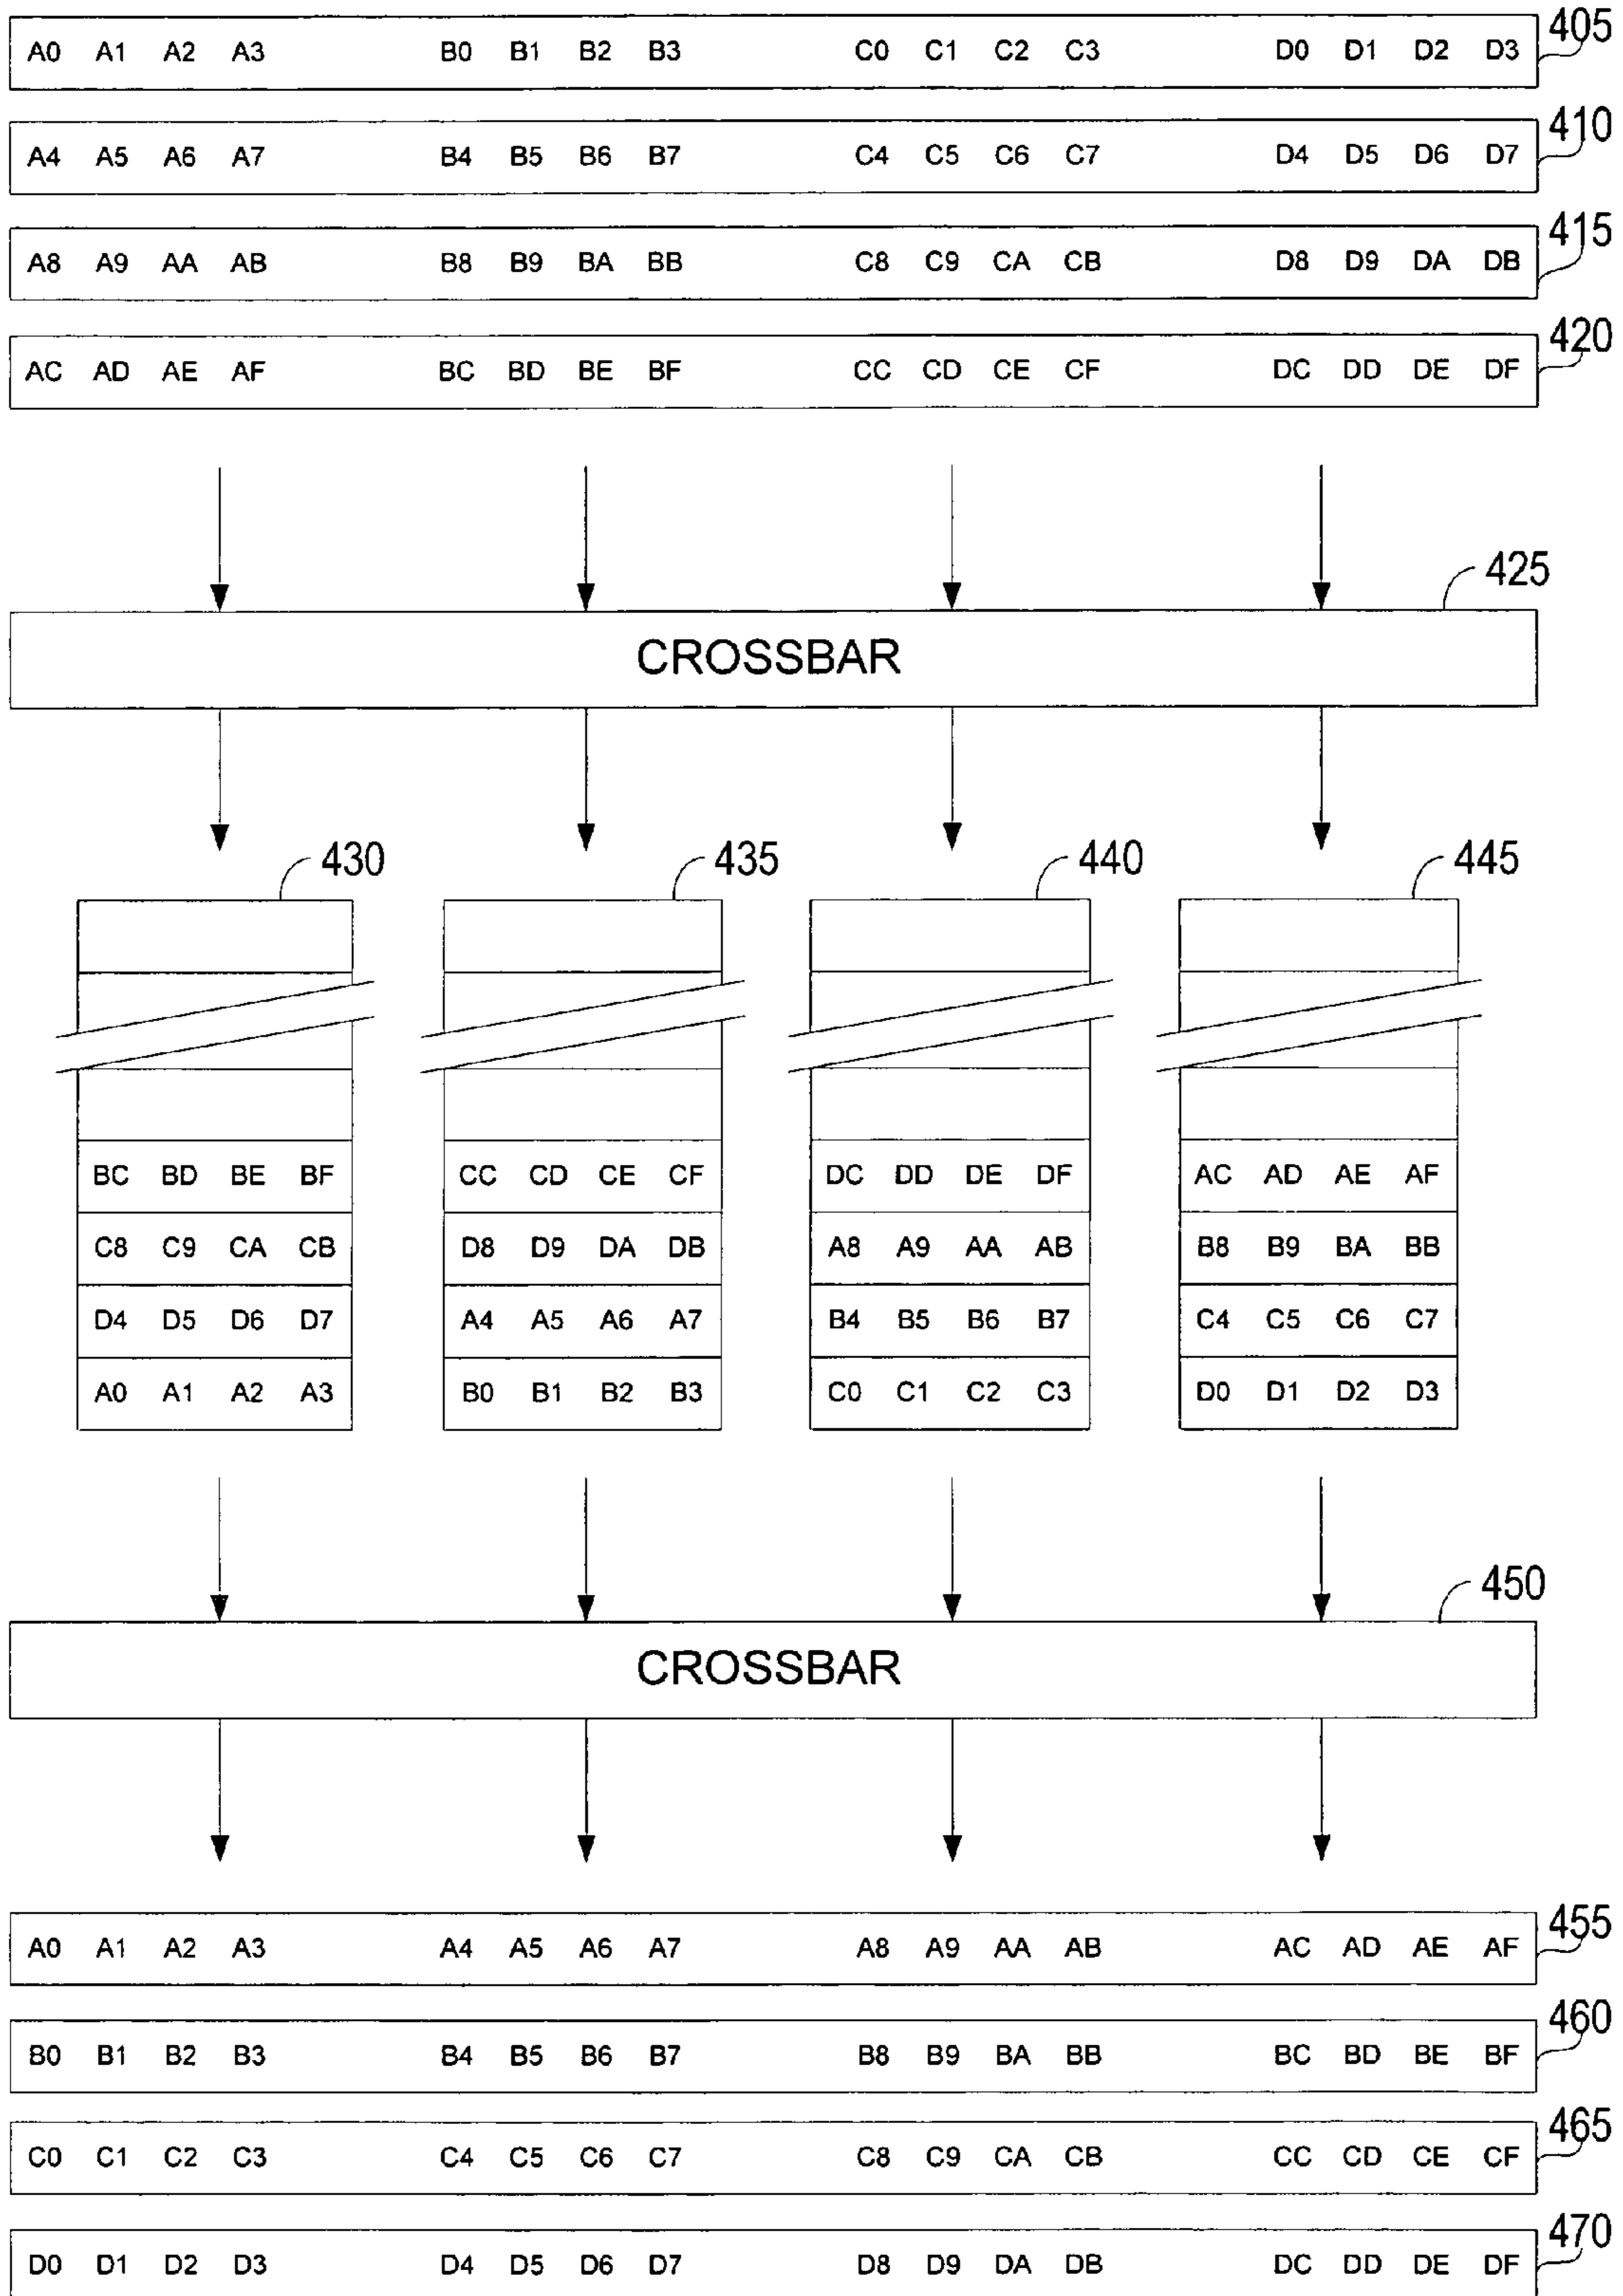 A0 A1 A2 A3 B0 B1 B2 B3 C0 C1 C2 C3 D0 D1 D2 D3 405
A4 A5 A6 A7 B4 B5 B6 B7 C4 C5 C6 C7 D4 D5 D6 D7 410
A8 A9 AA AB B8 B9 BA BB C8 C9 CA CB D8 D9 DA DB 415
AC AD AE AF BC BD BE BF CC CD CE CF DC DD DE DF 420
425
CROSSBAR
430 435 440 445
BC BD BE BF CC CD CE CF DC DD DE DF AC AD AE AF
C8 C9 CA CB D8 D9 DA DB A8 A9 AA AB B8 B9 BA BB
D4 D5 D6 D7 A4 A5 A6 A7 B4 B5 B6 B7 C4 C5 C6 C7
A0 A1 A2 A3 B0 B1 B2 B3 C0 C1 C2 C3 D0 D1 D2 D3
450
CROSSBAR
A0 A1 A2 A3 A4 A5 A6 A7 A8 A9 AA AB AC AD AE AF 455
B0 B1 B2 B3 B4 B5 B6 B7 B8 B9 BA BB BC BD BE BF 460
C0 C1 C2 C3 C4 C5 C6 C7 C8 C9 CA CB CC CD CE CF 465
D0 D1 D2 D3 D4 D5 D6 D7 D8 D9 DA DB DC DD DE DF 470